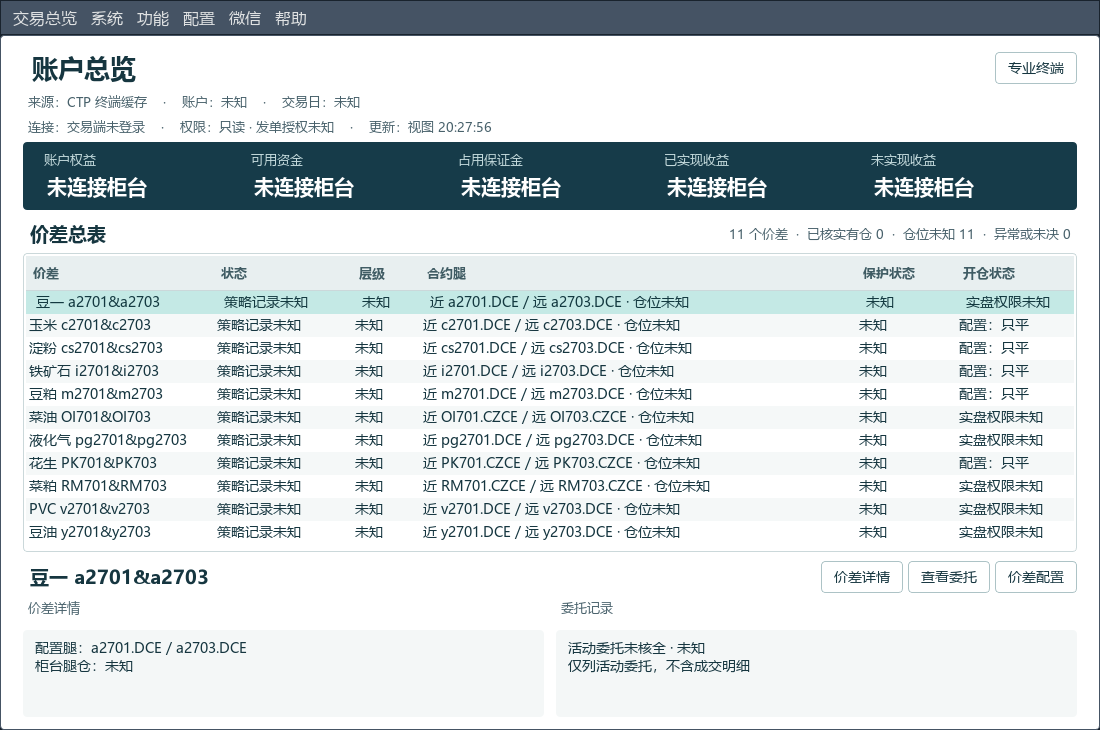 交易总览 系统 功能 配置 微信 帮助
账户总览
专业终端
来源：CTP 终端缓存 · 账户：未知 · 交易日：未知
连接：交易端未登录 · 权限：只读 · 发单授权未知 · 更新：视图 20:27:56
账户权益 可用资金 占用保证金 已实现收益 未实现收益
未连接柜台 未连接柜台 未连接柜台 未连接柜台 未连接柜台
价差总表 11 个价差 · 已核实有仓 0 · 仓位未知 11 · 异常或未决 0
价差 状态 层级 合约腿 保护状态 开仓状态
豆一 a2701&a2703 策略记录未知 未知 近 a2701.DCE / 远 a2703.DCE · 仓位未知 未知 实盘权限未知
玉米 c2701&c2703 策略记录未知 未知 近 c2701.DCE / 远 c2703.DCE · 仓位未知 未知 配置：只平
淀粉 cs2701&cs2703 策略记录未知 未知 近 cs2701.DCE / 远 cs2703.DCE · 仓位未知 未知 配置：只平
铁矿石 i2701&i2703 策略记录未知 未知 近 i2701.DCE / 远 i2703.DCE · 仓位未知 未知 配置：只平
豆粕 m2701&m2703 策略记录未知 未知 近 m2701.DCE / 远 m2703.DCE · 仓位未知 未知 配置：只平
菜油 OI701&OI703 策略记录未知 未知 近 OI701.CZCE / 远 OI703.CZCE · 仓位未知 未知 实盘权限未知
液化气 pg2701&pg2703 策略记录未知 未知 近 pg2701.DCE / 远 pg2703.DCE · 仓位未知 未知 实盘权限未知
花生 PK701&PK703 策略记录未知 未知 近 PK701.CZCE / 远 PK703.CZCE · 仓位未知 未知 配置：只平
菜粕 RM701&RM703 策略记录未知 未知 近 RM701.CZCE / 远 RM703.CZCE · 仓位未知 未知 实盘权限未知
PVC v2701&v2703 策略记录未知 未知 近 v2701.DCE / 远 v2703.DCE · 仓位未知 未知 实盘权限未知
豆油 y2701&y2703 策略记录未知 未知 近 y2701.DCE / 远 y2703.DCE · 仓位未知 未知 实盘权限未知
豆一 a2701&a2703 价差详情 查看委托 价差配置
价差详情 委托记录
配置腿：a2701.DCE / a2703.DCE
柜台腿仓：未知
活动委托未核全 · 未知
仅列活动委托，不含成交明细